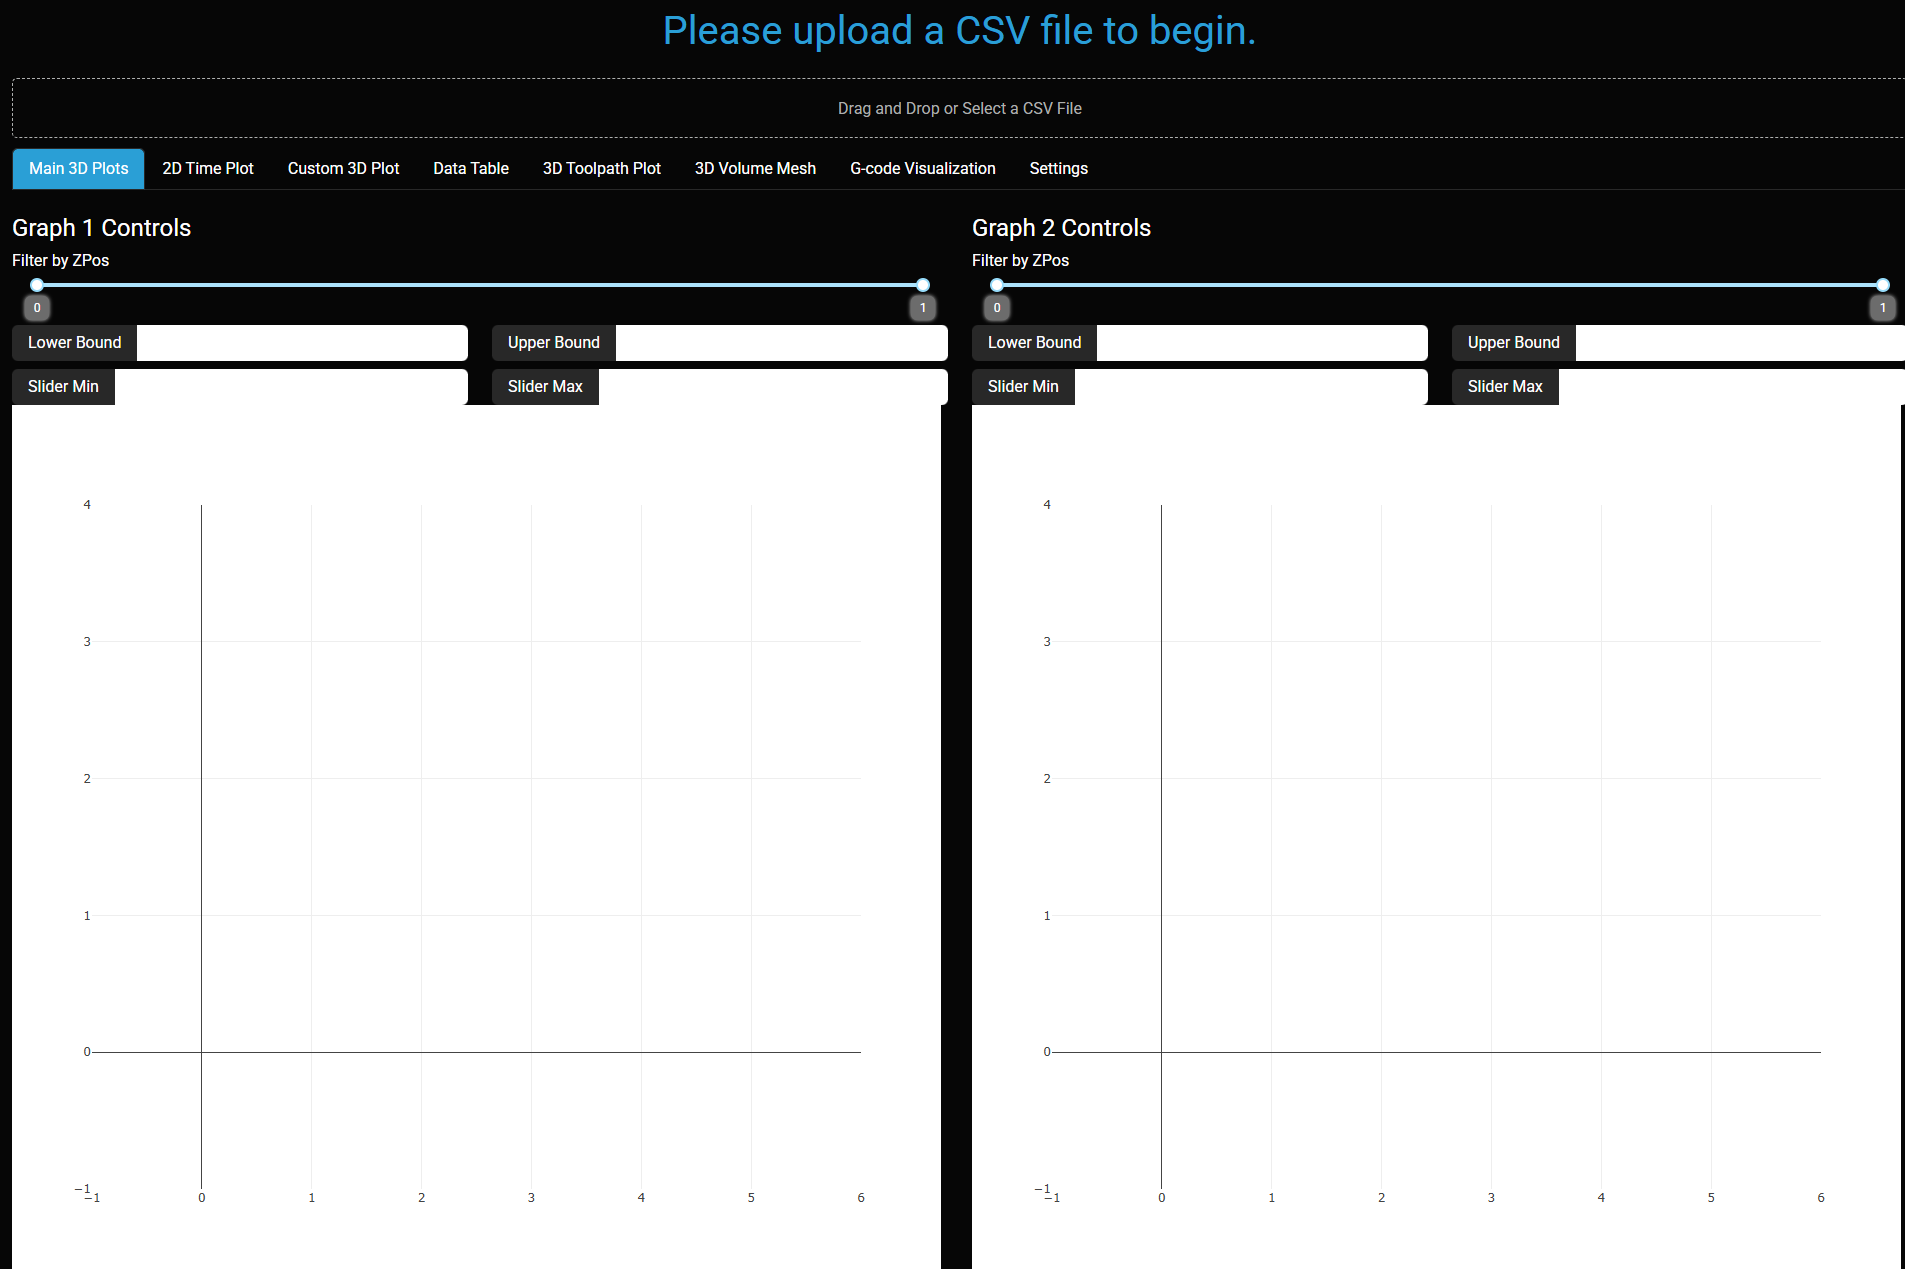 Please upload a CSV file to begin.
Drag and Drop or Select a CSV File
Main 3D Plots 2D Time Plot Custom 3D Plot Data Table 3D Toolpath Plot 3D Volume Mesh G-code Visualization Settings
Graph 1 Controls
Filter by ZPos
0 1
Lower Bound Upper Bound
Slider Min Slider Max
4
3
2
1
0
−1
−1 0 1 2 3 4 5 6
Graph 2 Controls
Filter by ZPos
0 1
Lower Bound Upper Bound
Slider Min Slider Max
4
3
2
1
0
−1
−1 0 1 2 3 4 5 6